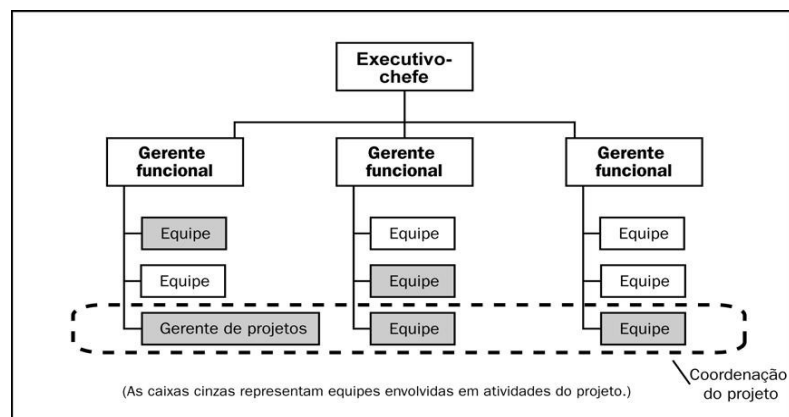 Executivo-
chefe
Gerente
funcional
Gerente
funcional
Gerente
funcional
Equipe
Equipe
Equipe
Equipe
Equipe
Equipe
Gerente de projetos
Equipe
Equipe
Coordenação
do projeto
(As caixas cinzas representam equipes envolvidas em atividades do projeto.)